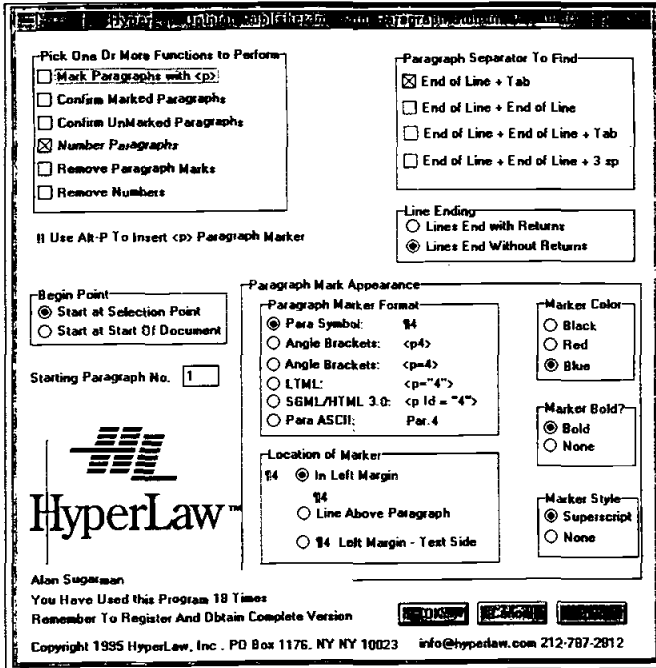 HyperLaw Opinion Publisher
Pick One Or More Functions to Perform
Mark Paragraphs with <p>
Confirm Marked Paragraphs
Confirm UnMarked Paragraphs
Number Paragraphs
Remove Paragraph Marks
Remove Numbers
Paragraph Separator To Find
End of Line + Tab
End of Line + End of Line
End of Line + End of Line + Tab
End of Line + End of Line + 3 sp
!! Use Alt-P To Insert <p> Paragraph Marker
Line Ending
Lines End with Returns
Lines End Without Returns
Begin Point
Start at Selection Point
Start at Start Of Document
Starting Paragraph No. 1
Paragraph Mark Appearance
Paragraph Marker Format
Para Symbol: ¶4
Angle Brackets: <p4>
Angle Brackets: <p=4>
LTML: <p="4">
SGML/HTML 3.0: <p Id = "4">
Para ASCII: Par.4
Marker Color
Black
Red
Blue
Marker Bold?
Bold
None
Location of Marker
¶4 In Left Margin
¶4
Line Above Paragraph
¶4 Left Margin - Text Side
Marker Style
Superscript
None
HyperLaw™
Alan Sugarman
You Have Used this Program 18 Times
Remember To Register And Obtain Complete Version
OK
Cancel
Copyright 1995 HyperLaw, Inc . PO Box 1176, NY NY 10023 info@hyperlaw.com 212-787-2812